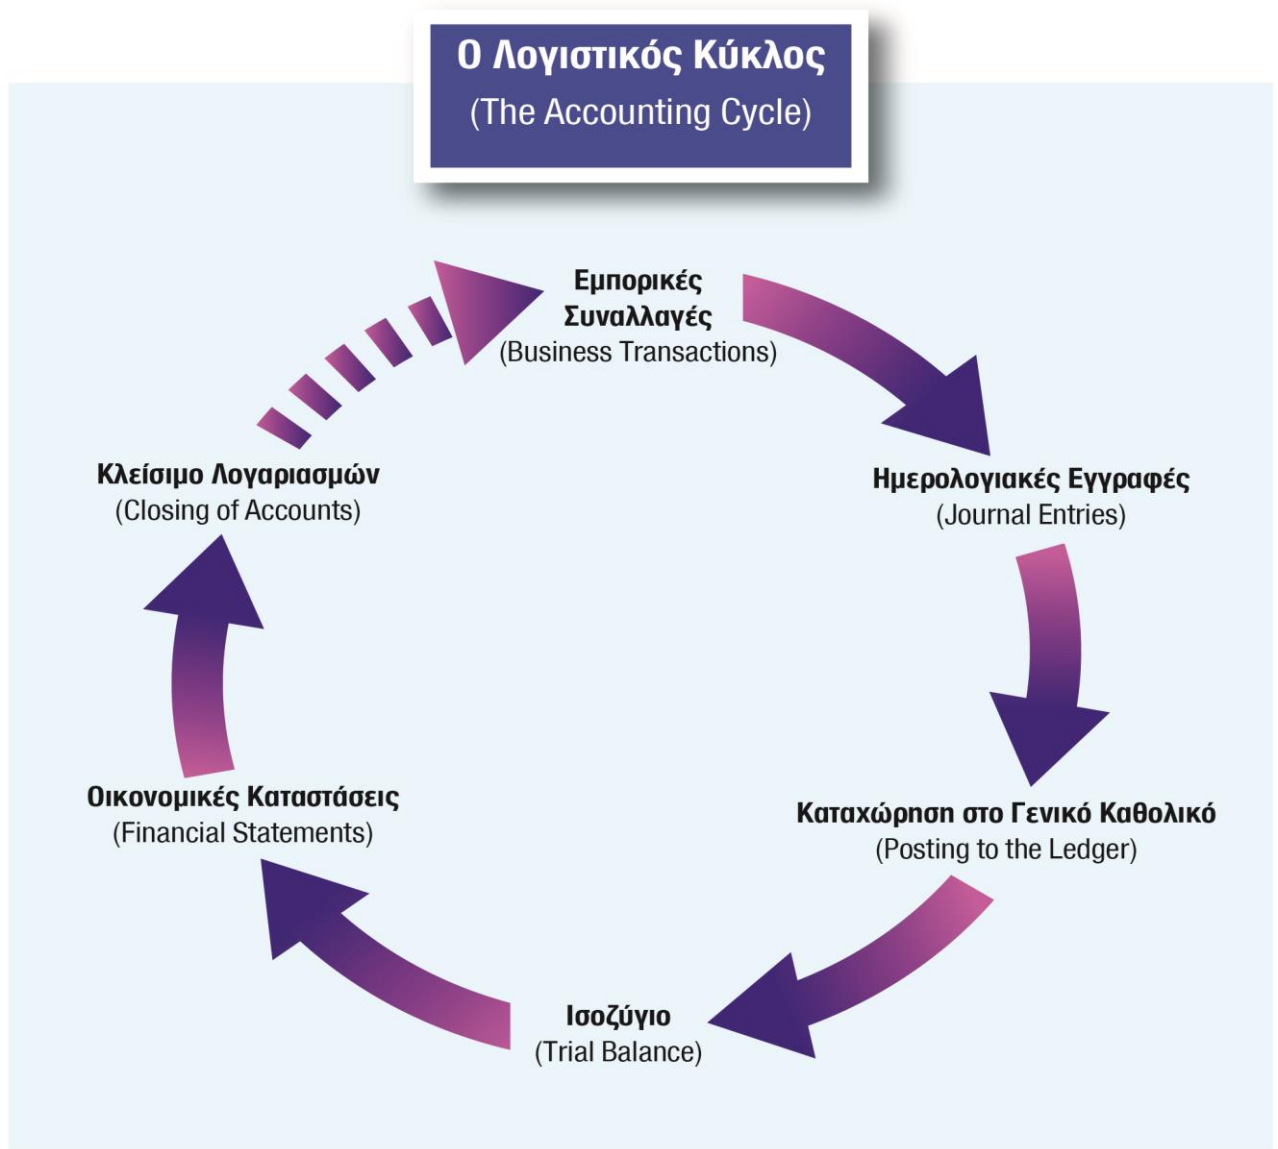 Ο Λογιστικός Κύκλος
(The Accounting Cycle)
Εμπορικές
Συναλλαγές
(Business Transactions)
Ημερολογιακές Εγγραφές
(Journal Entries)
Καταχώρηση στο Γενικό Καθολικό
(Posting to the Ledger)
Ισοζύγιο
(Trial Balance)
Οικονομικές Καταστάσεις
(Financial Statements)
Κλείσιμο Λογαριασμών
(Closing of Accounts)